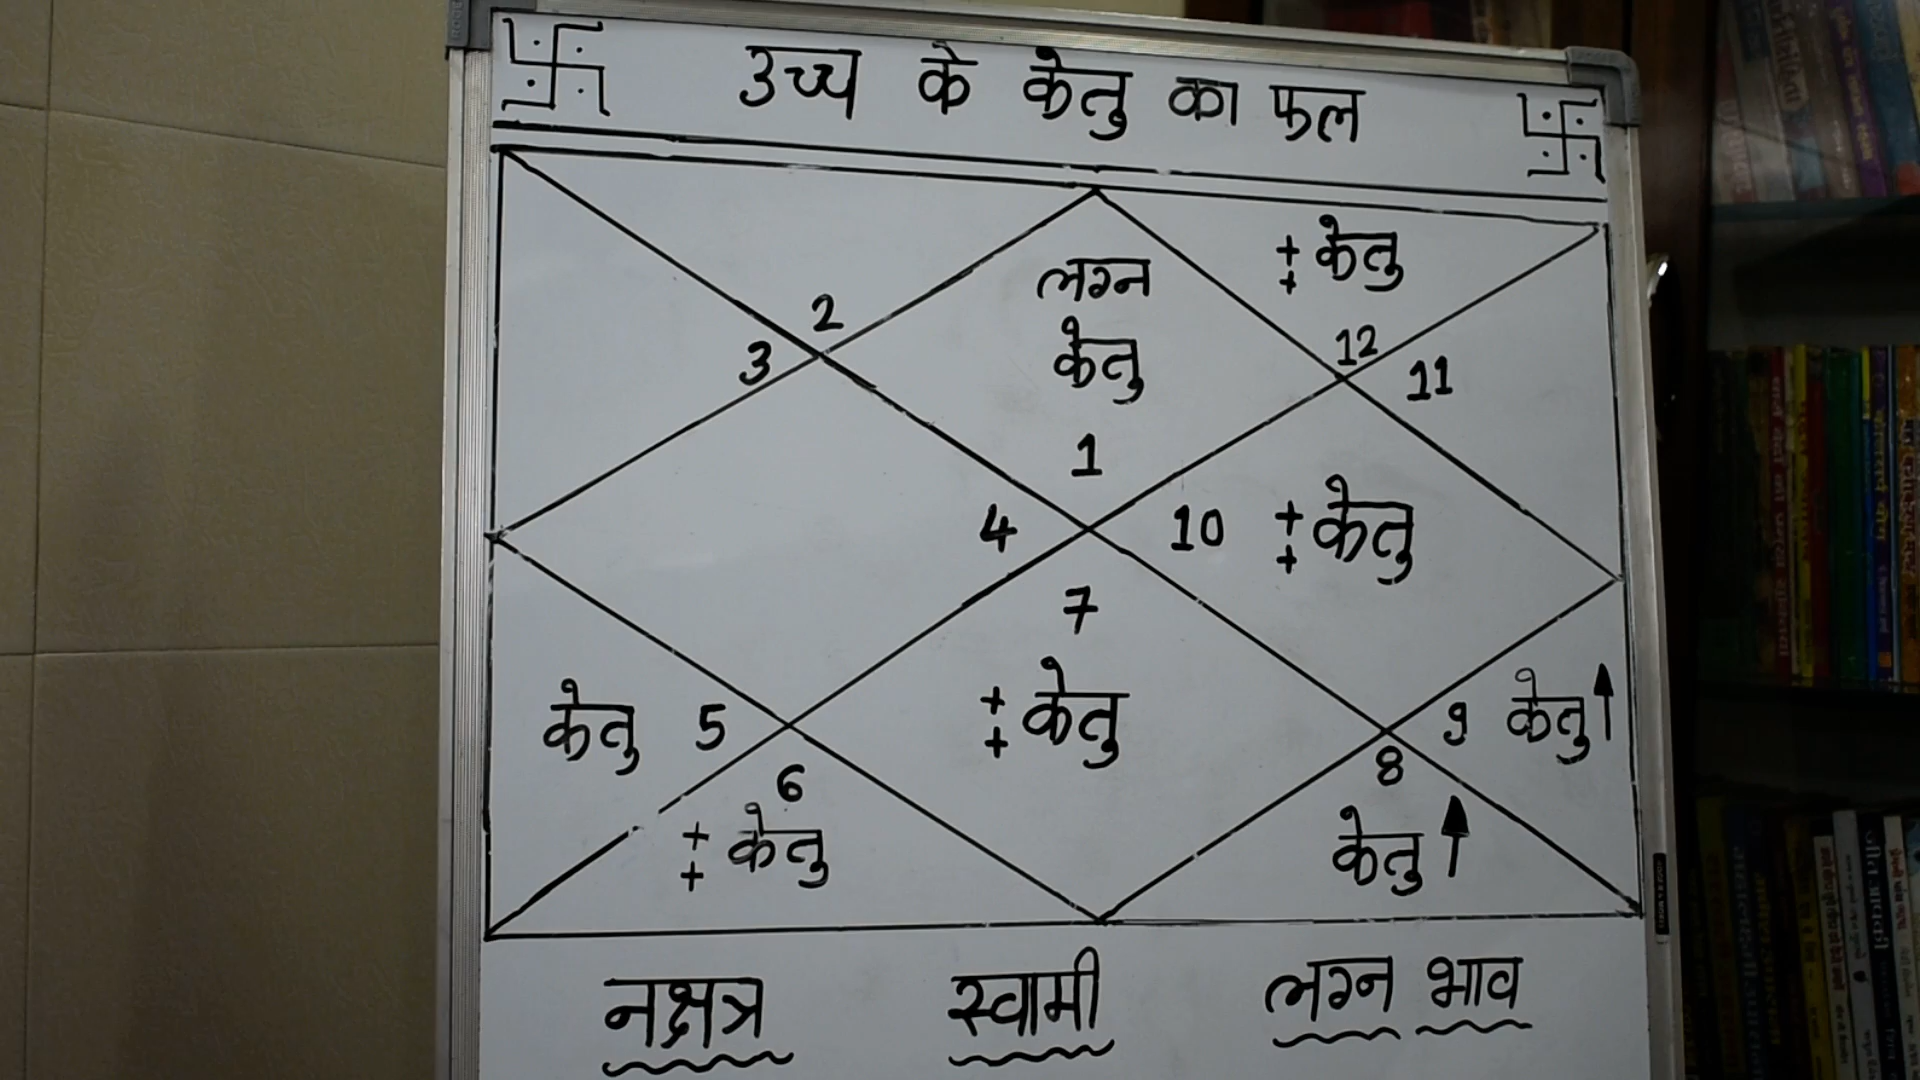 उच्च के केतु का फल
++ केतु
लग्न
केतु
2
12
3
11
1
4
10
++ केतु
7
केतु 5
++ केतु
9 केतु
6
8
++ केतु
केतु
नक्षत्र स्वामी लग्न भाव